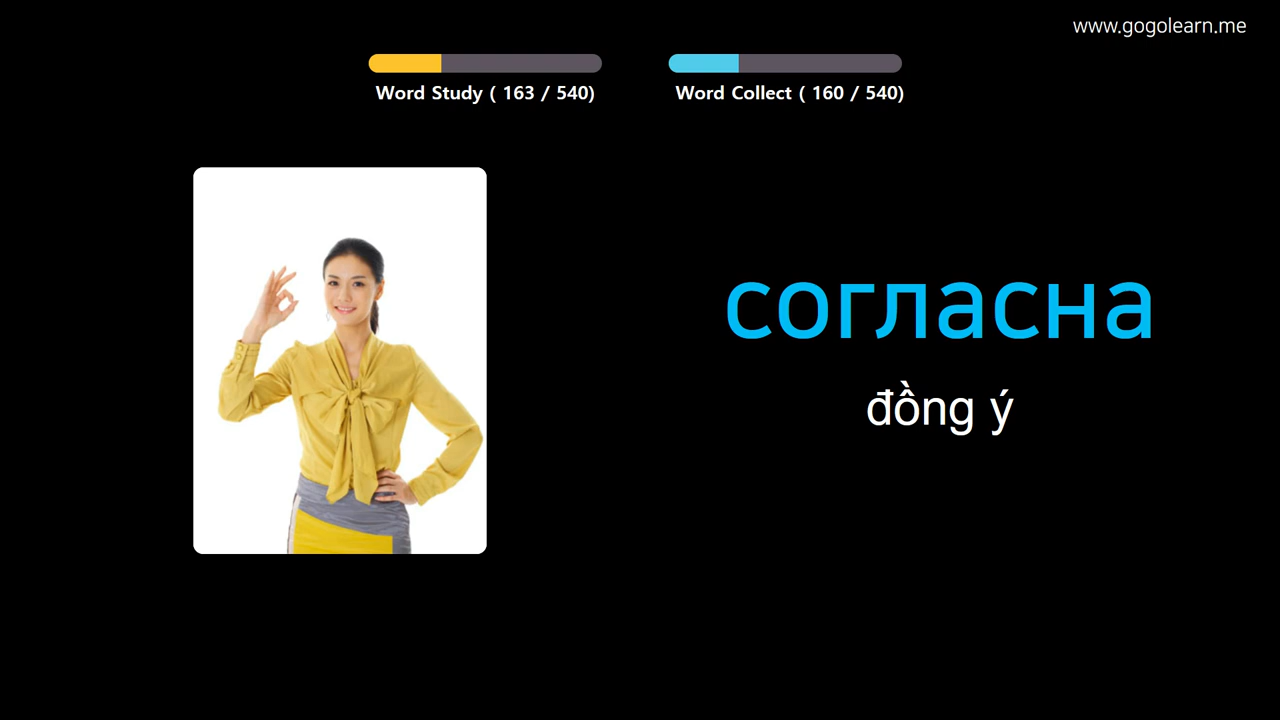 www.gogolearn.me
Word Study ( 163 / 540)
Word Collect ( 160 / 540)
согласна
đồng ý